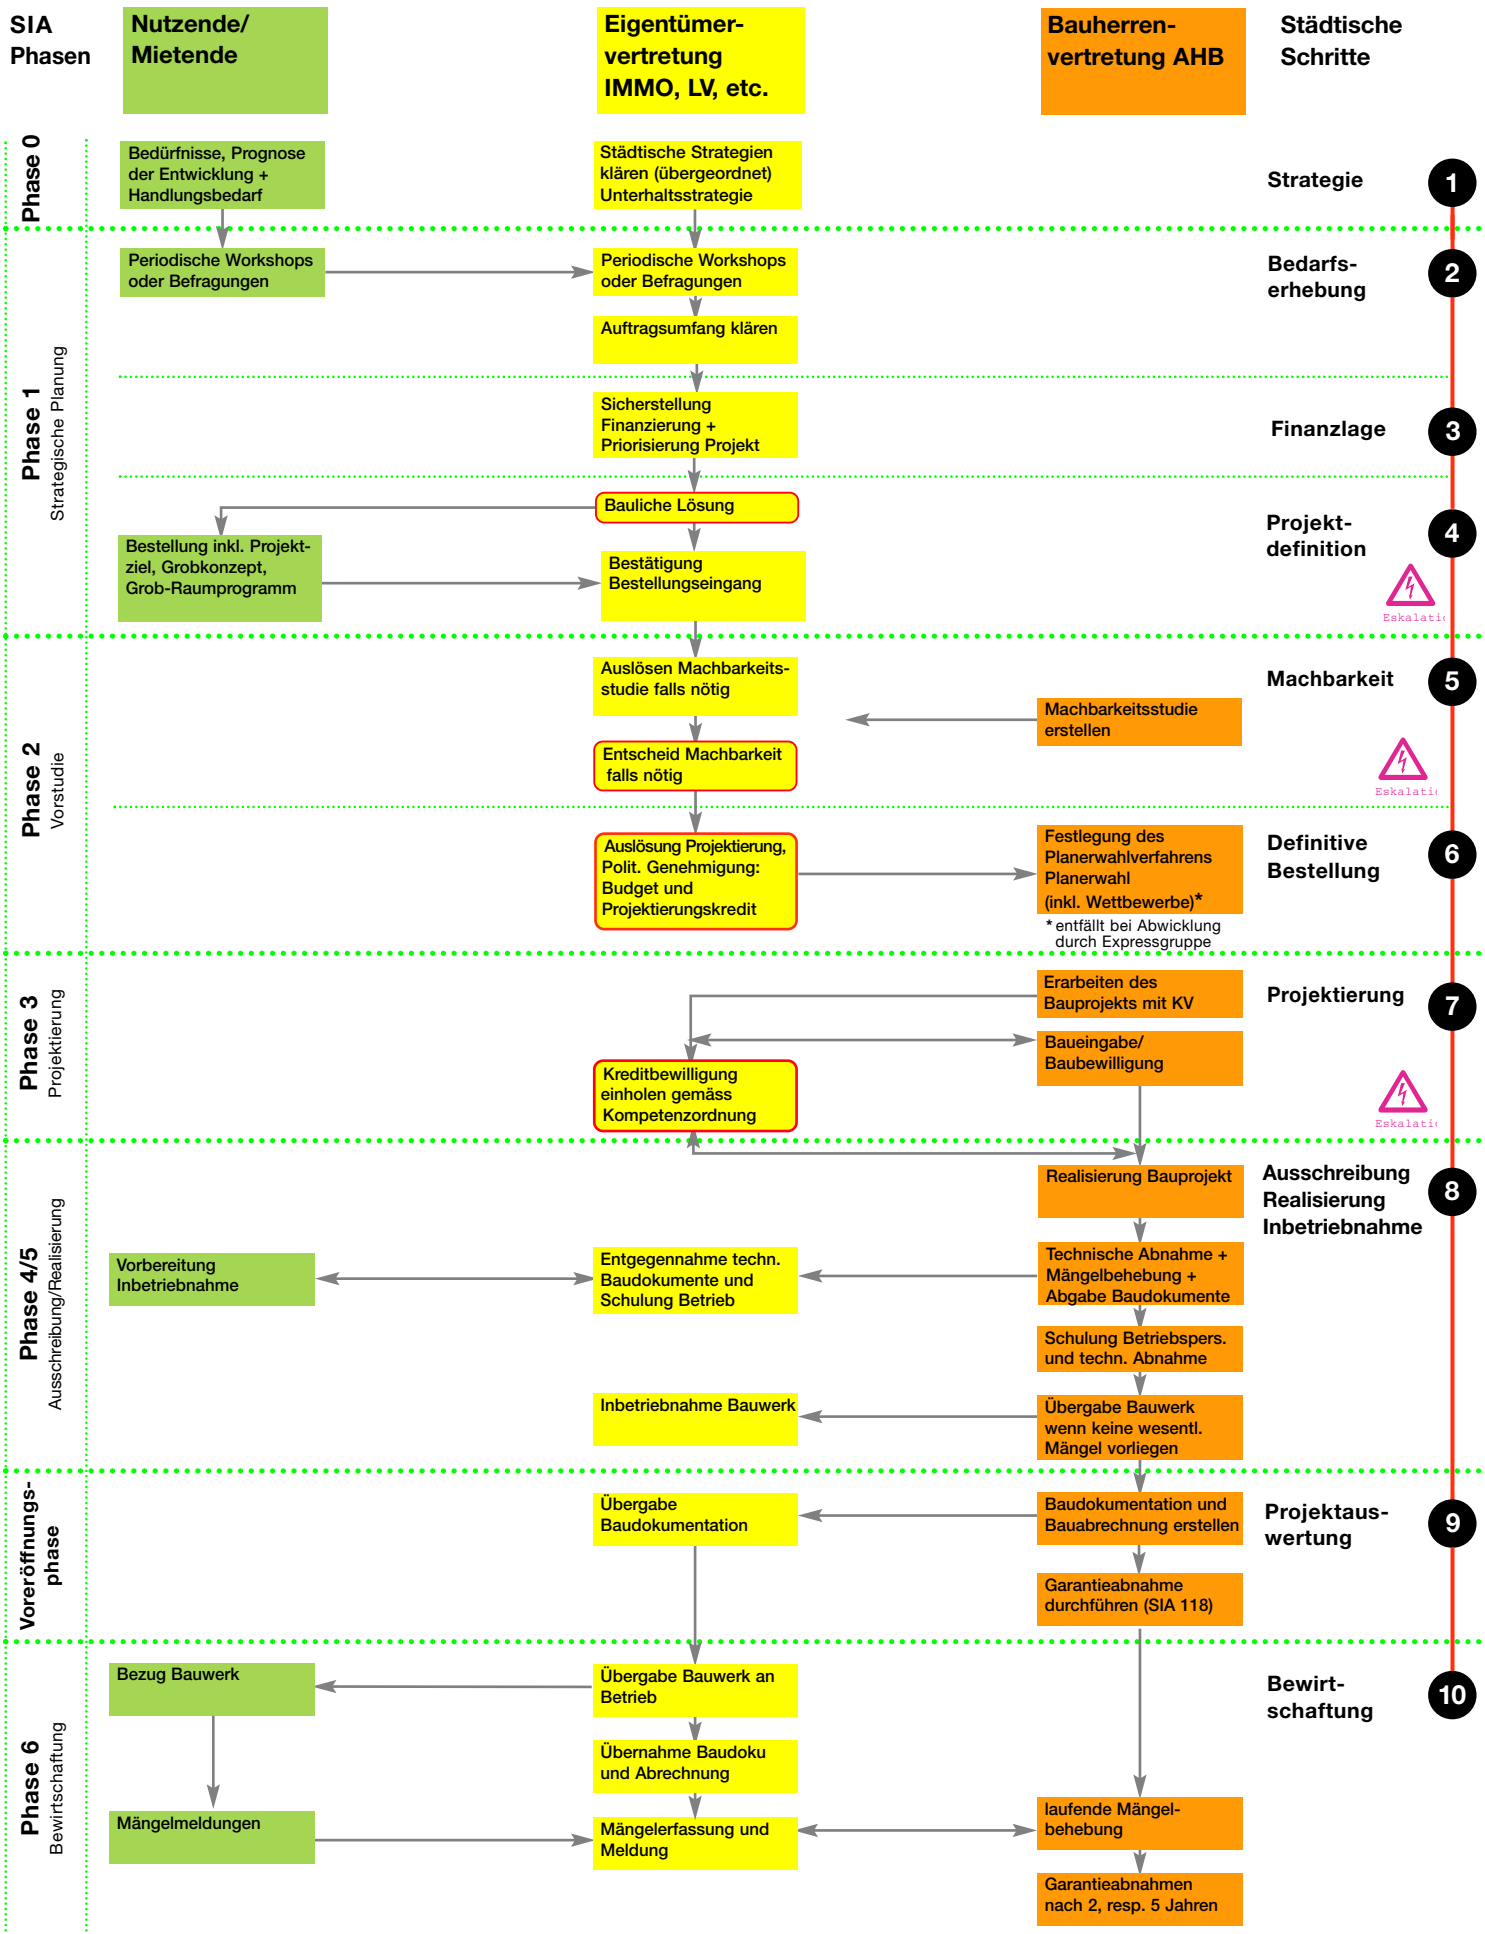 SIA
Phasen
Nutzende/
Mietende
Eigentümer-
vertretung
IMMO, LV, etc.
Bauherren-
vertretung AHB
Städtische
Schritte
Phase 0
Bedürfnisse, Prognose
der Entwicklung +
Handlungsbedarf
Städtische Strategien
klären (übergeordnet)
Unterhaltsstrategie
Strategie
1
Phase 1
Strategische Planung
Periodische Workshops
oder Befragungen
Periodische Workshops
oder Befragungen
Bedarfs-
erhebung
2
Auftragsumfang klären
Sicherstellung
Finanzierung +
Priorisierung Projekt
Finanzlage
3
Bauliche Lösung
Bestellung inkl. Projekt-
ziel, Grobkonzept,
Grob-Raumprogramm
Bestätigung
Bestellungseingang
Projekt-
definition
4
Eskalatio
Phase 2
Vorstudie
Auslösen Machbarkeits-
studie falls nötig
Machbarkeitsstudie
erstellen
Machbarkeit
5
Entscheid Machbarkeit
falls nötig
Eskalatio
Auslösung Projektierung,
Polit. Genehmigung:
Budget und
Projektierungskredit
Festlegung des
Planerwahlverfahrens
Planerwahl
(inkl. Wettbewerbe)*
* entfällt bei Abwicklung
durch Expressgruppe
Definitive
Bestellung
6
Phase 3
Projektierung
Erarbeiten des
Bauprojekts mit KV
Projektierung
7
Baueingabe/
Baubewilligung
Kreditbewilligung
einholen gemäss
Kompetenzordnung
Eskalatio
Phase 4/5
Ausschreibung/Realisierung
Realisierung Bauprojekt
Ausschreibung
Realisierung
Inbetriebnahme
8
Vorbereitung
Inbetriebnahme
Entgegennahme techn.
Baudokumente und
Schulung Betrieb
Technische Abnahme +
Mängelbehebung +
Abgabe Baudokumente
Schulung Betriebspers.
und techn. Abnahme
Inbetriebnahme Bauwerk
Übergabe Bauwerk
wenn keine wesentl.
Mängel vorliegen
Voreröffnungs-
phase
Übergabe
Baudokumentation
Baudokumentation und
Bauabrechnung erstellen
Projektaus-
wertung
9
Garantieabnahme
durchführen (SIA 118)
Phase 6
Bewirtschaftung
Bezug Bauwerk
Übergabe Bauwerk an
Betrieb
Bewirt-
schaftung
10
Übernahme Baudoku
und Abrechnung
Mängelmeldungen
Mängelerfassung und
Meldung
laufende Mängel-
behebung
Garantieabnahmen
nach 2, resp. 5 Jahren